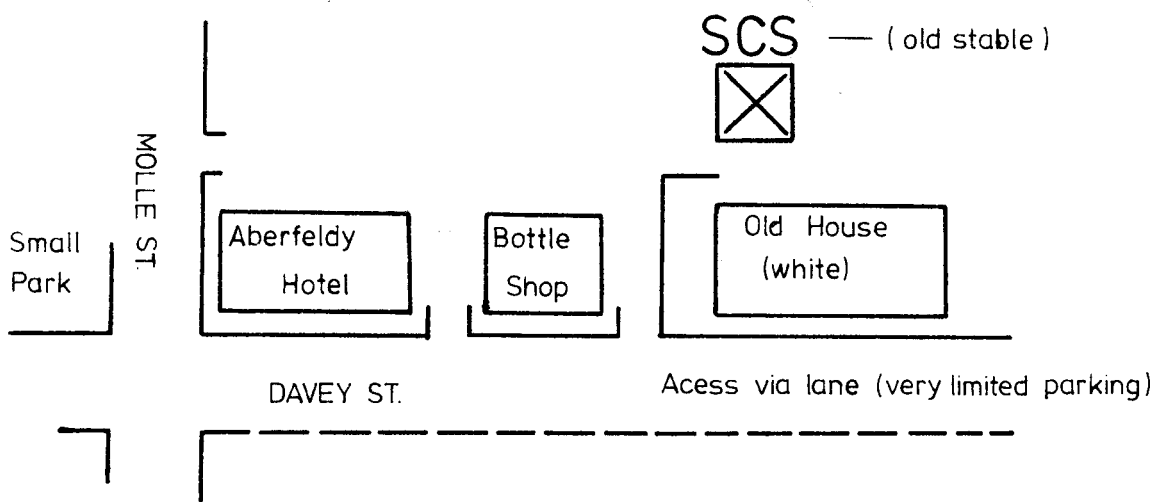 SCS — (old stable)
MOLLE ST.
Small
Park
Aberfeldy
Hotel
Bottle
Shop
Old House
(white)
DAVEY ST.
Acess via lane (very limited parking)